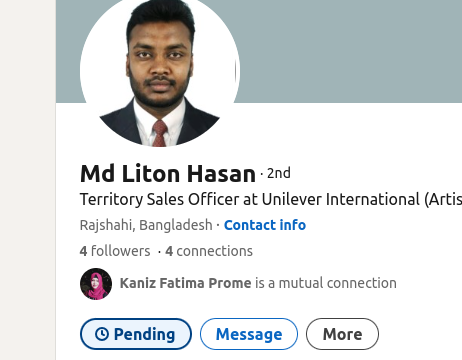 Md Liton Hasan · 2nd
Territory Sales Officer at Unilever International (Artis
Rajshahi, Bangladesh · Contact info
4 followers · 4 connections
Kaniz Fatima Prome is a mutual connection
Pending Message More